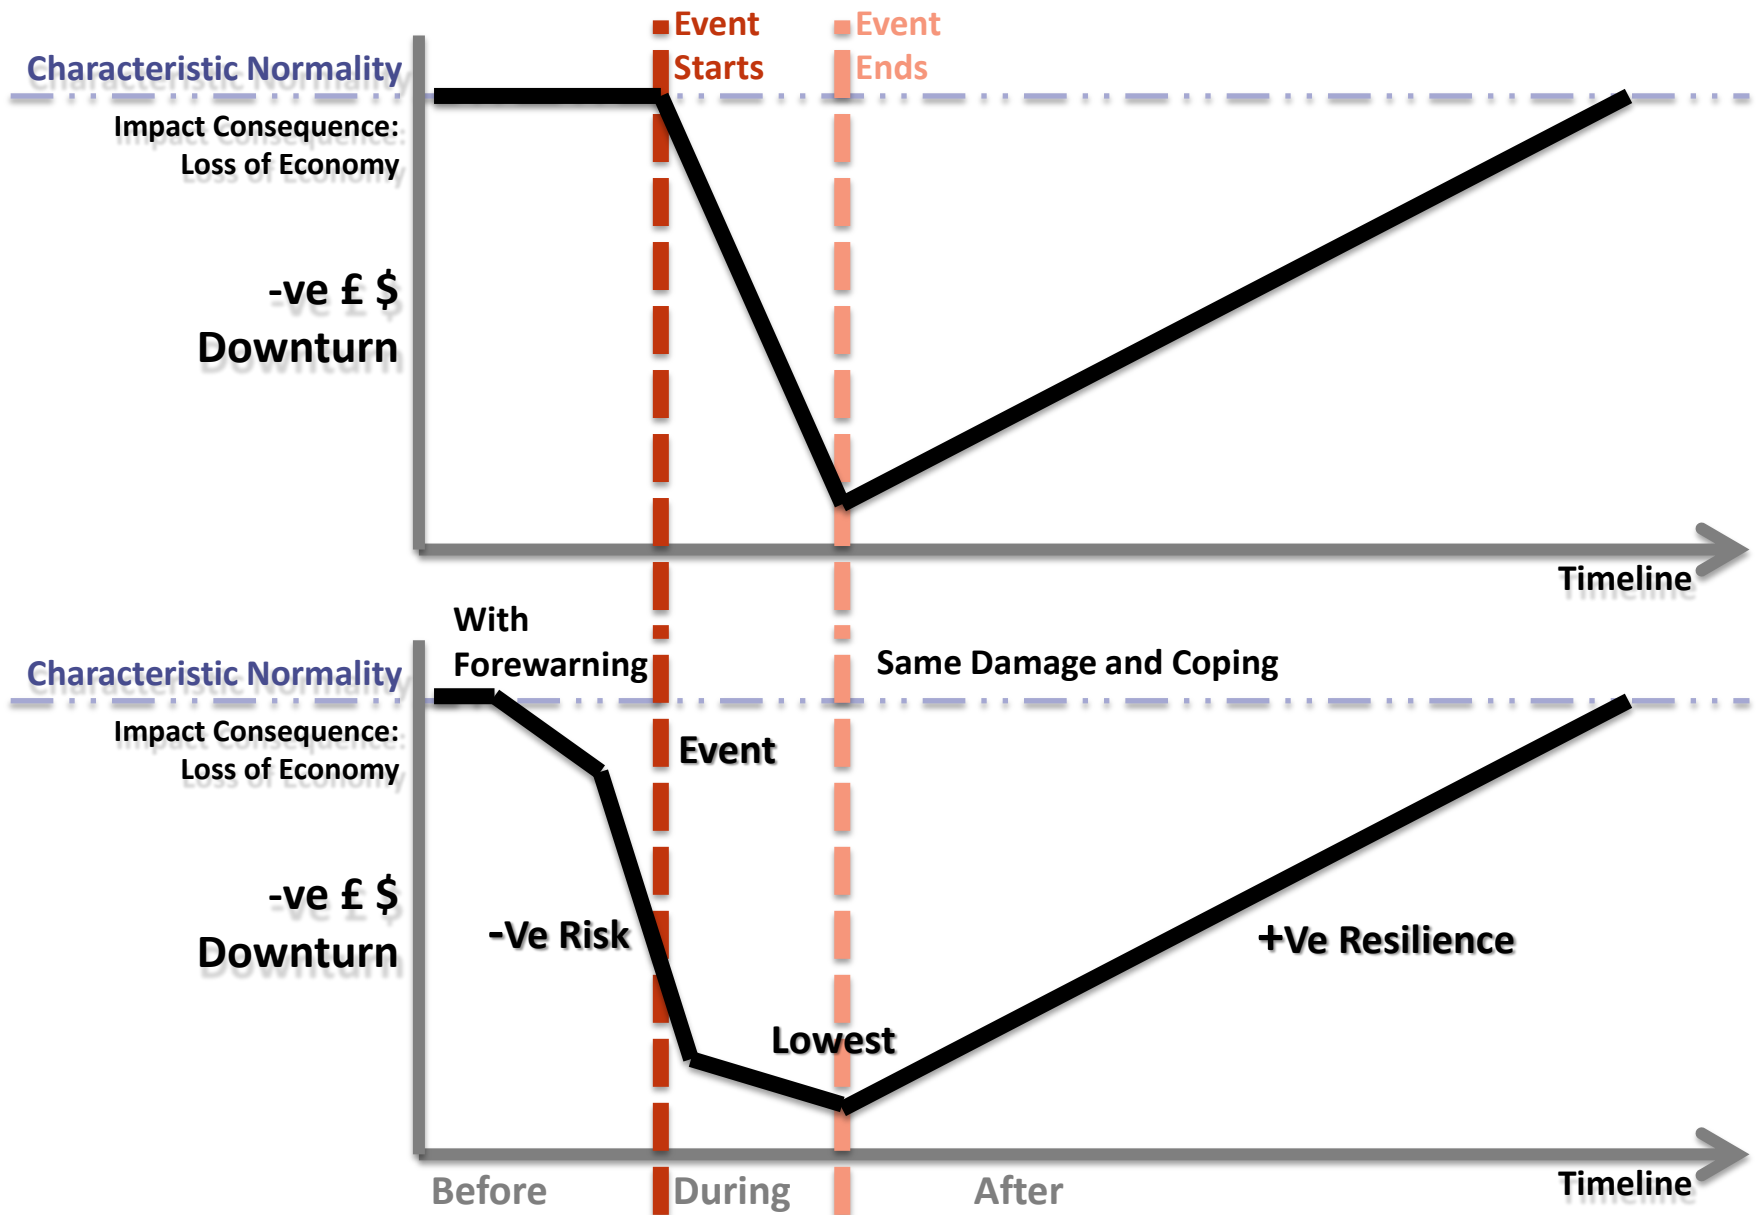 Event
Starts
Event
Ends
Characteristic Normality
Impact Consequence:
Loss of Economy
-ve £ $
Downturn
Timeline
With
Forewarning
Same Damage and Coping
Characteristic Normality
Impact Consequence:
Loss of Economy
Event
-ve £ $
Downturn
-Ve Risk
+Ve Resilience
Lowest
Timeline
Before
During
After